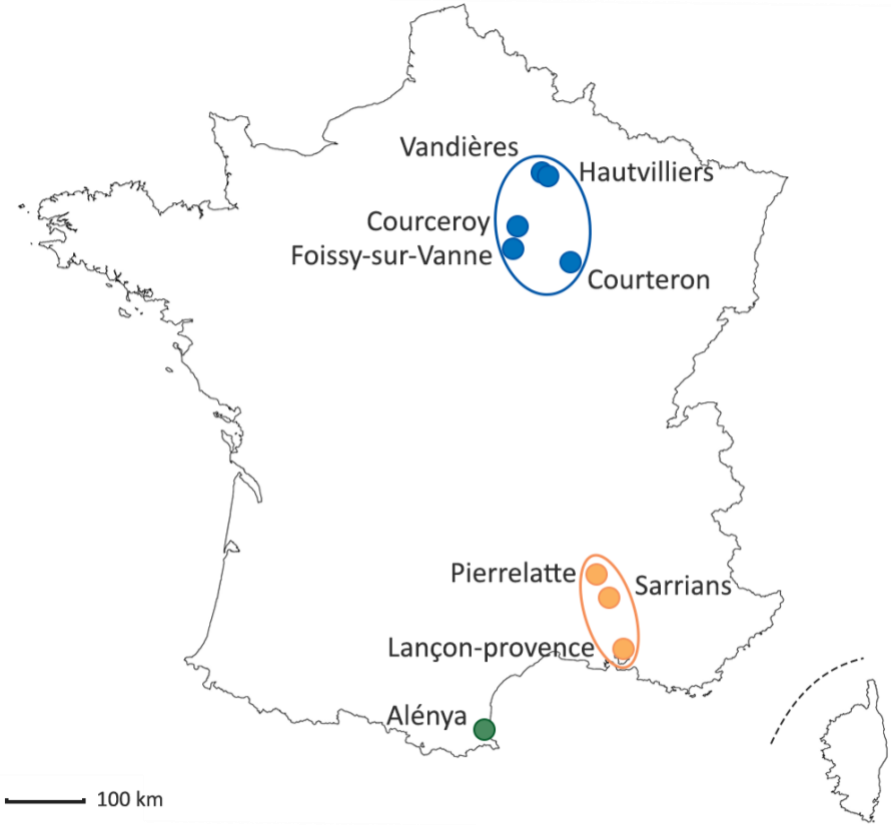 Vandières
Hautvilliers
Courceroy
Foissy-sur-Vanne
Courteron
Pierrelatte
Sarrians
Lançon-provence
Alénya
100 km